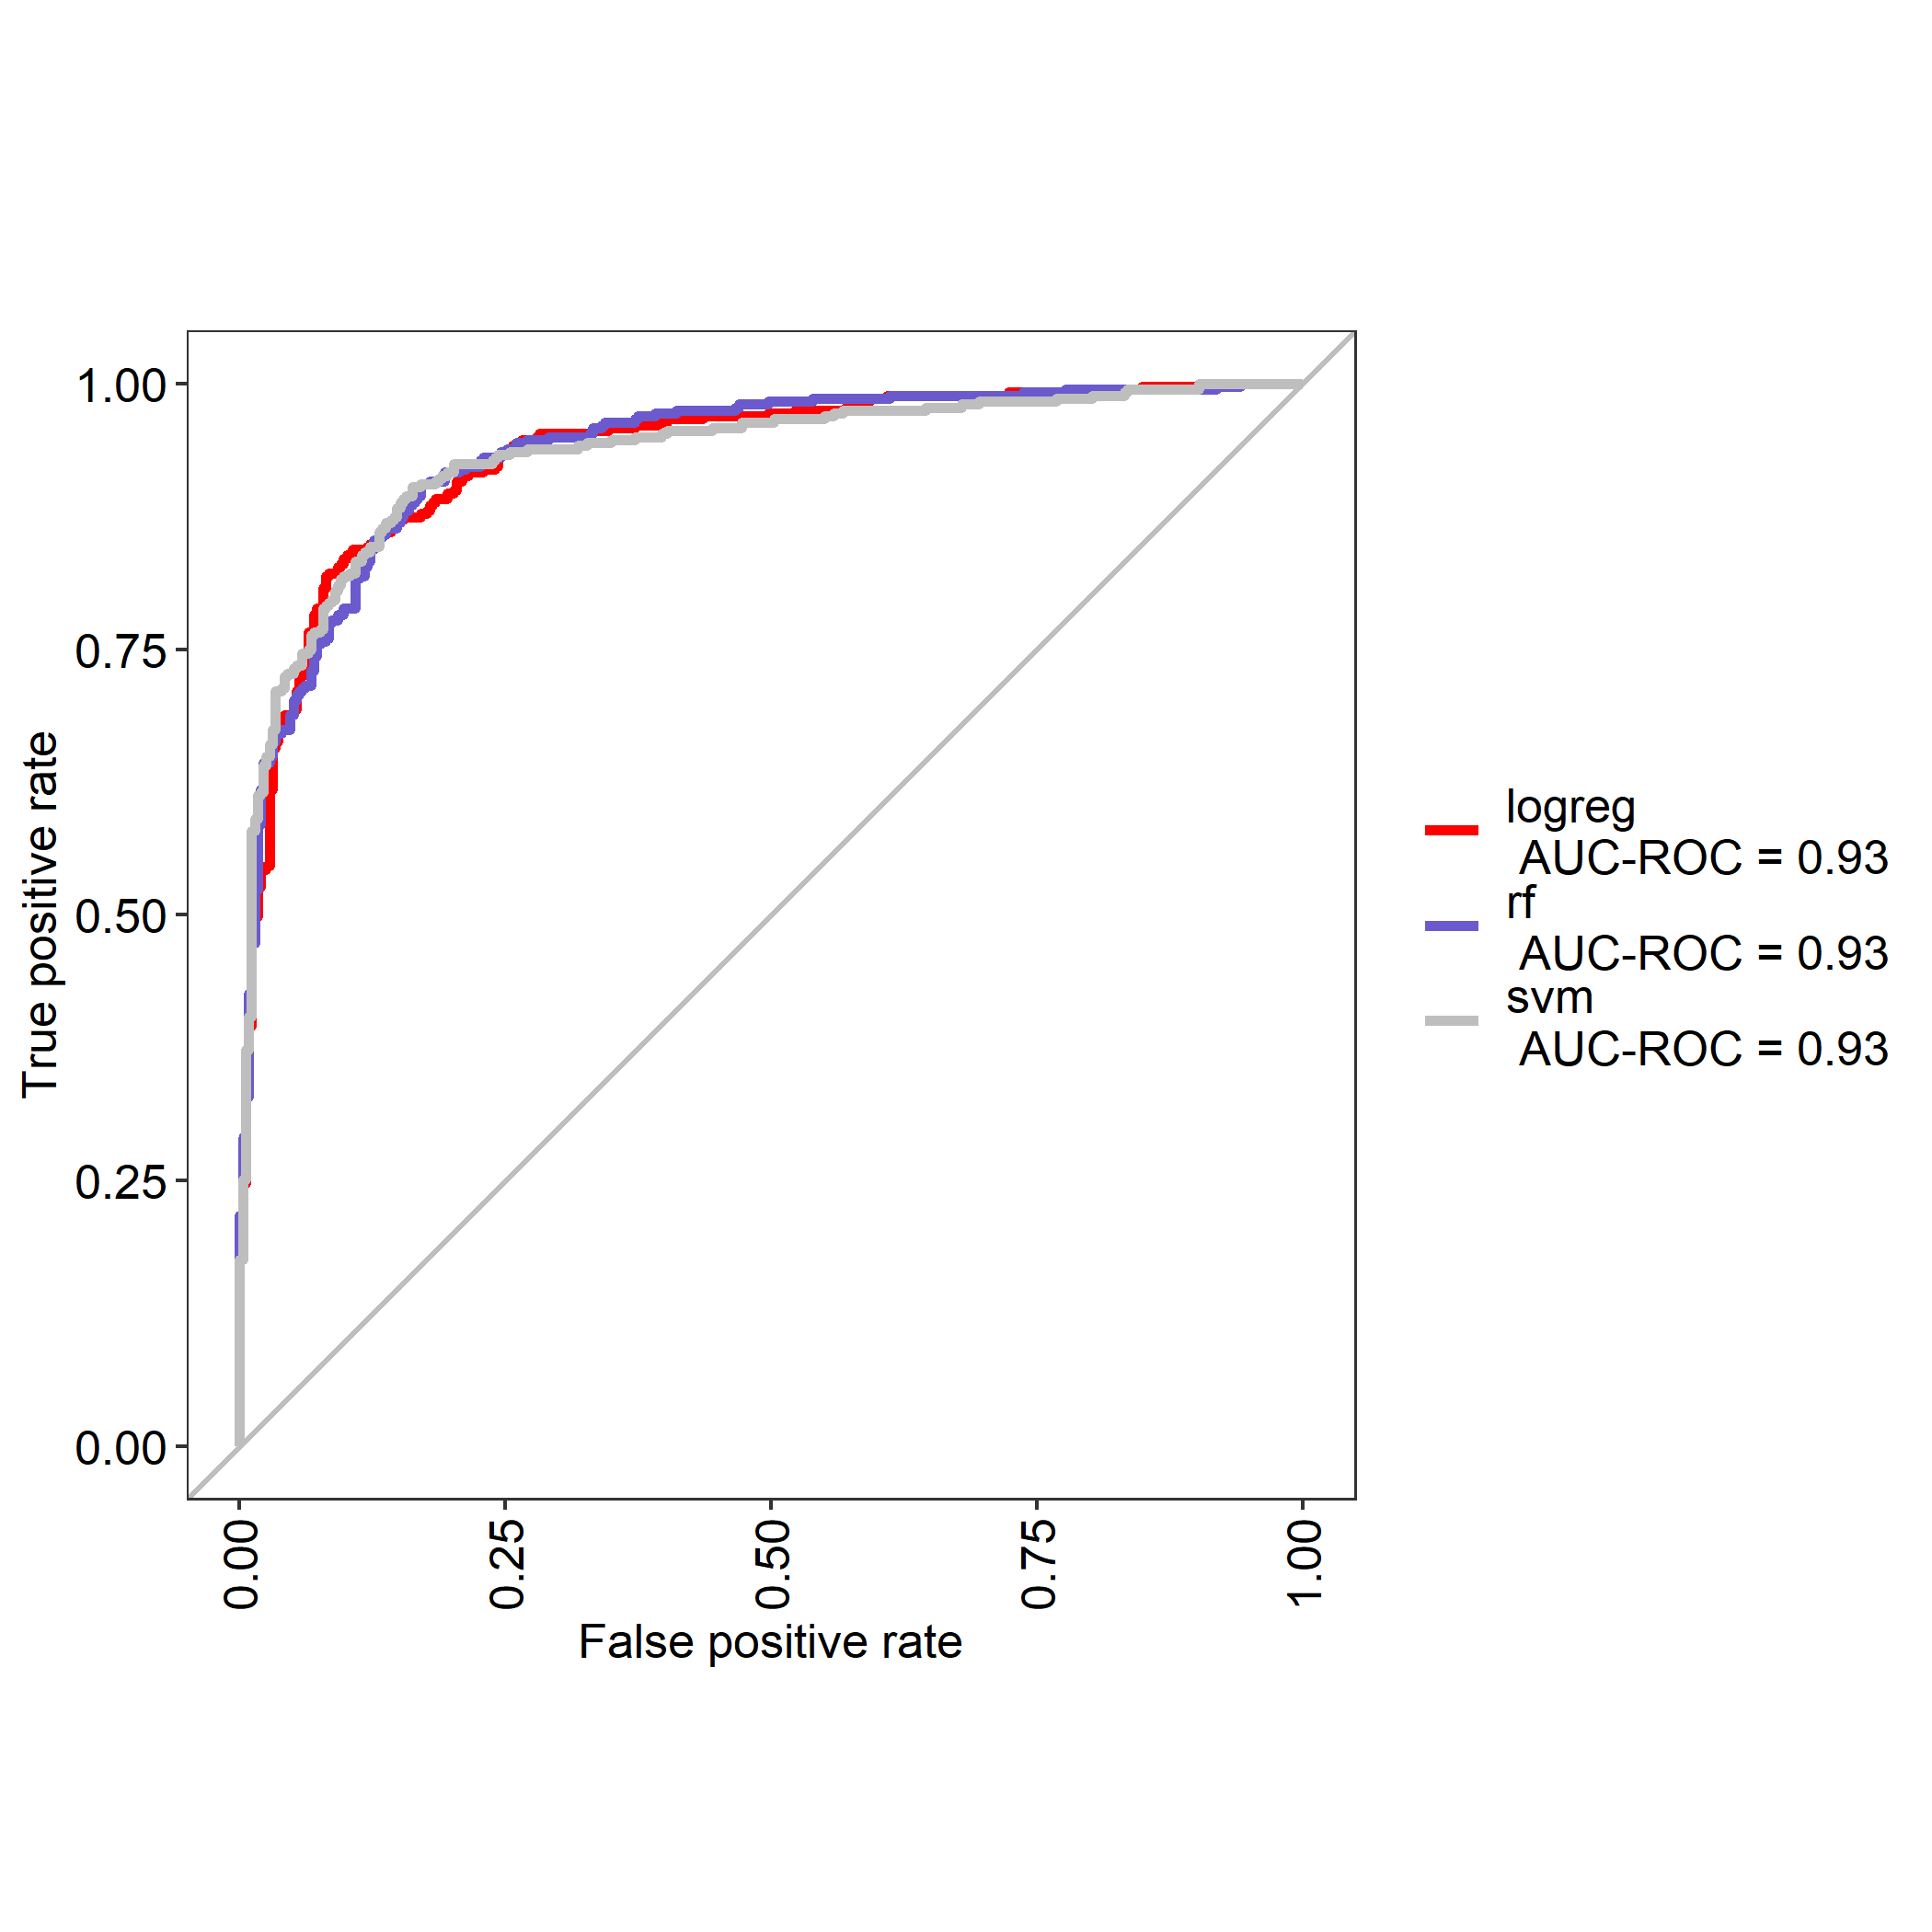 1.00
0.75
0.50
0.25
0.00
True positive rate
0.00
0.25
0.50
0.75
1.00
False positive rate
logreg
AUC-ROC = 0.93
rf
AUC-ROC = 0.93
svm
AUC-ROC = 0.93